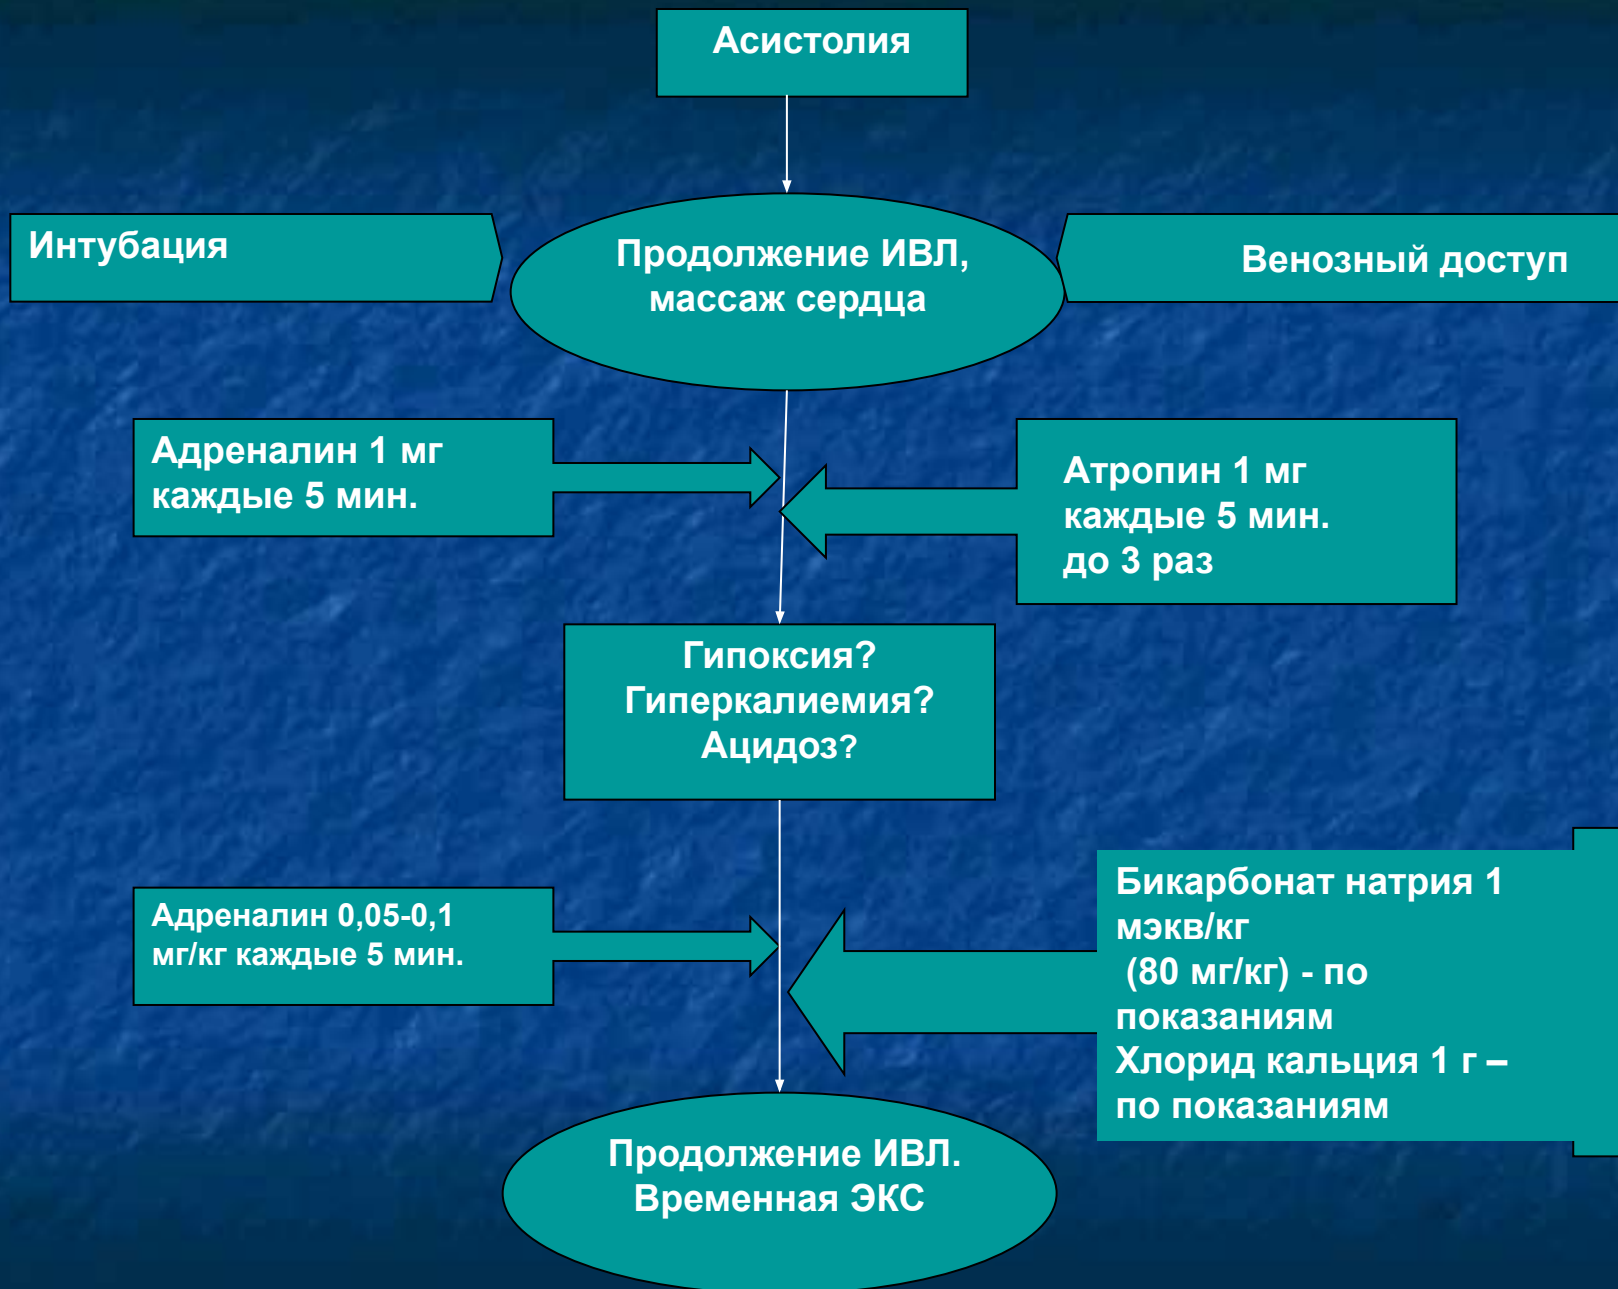 Асистолия
Интубация
Продолжение ИВЛ,
массаж сердца
Венозный доступ
Адреналин 1 мг
каждые 5 мин.
Атропин 1 мг
каждые 5 мин.
до 3 раз
Гипоксия?
Гиперкалиемия?
Ацидоз?
Адреналин 0,05-0,1
мг/кг каждые 5 мин.
Бикарбонат натрия 1
мэкв/кг
(80 мг/кг) - по
показаниям
Хлорид кальция 1 г –
по показаниям
Продолжение ИВЛ.
Временная ЭКС